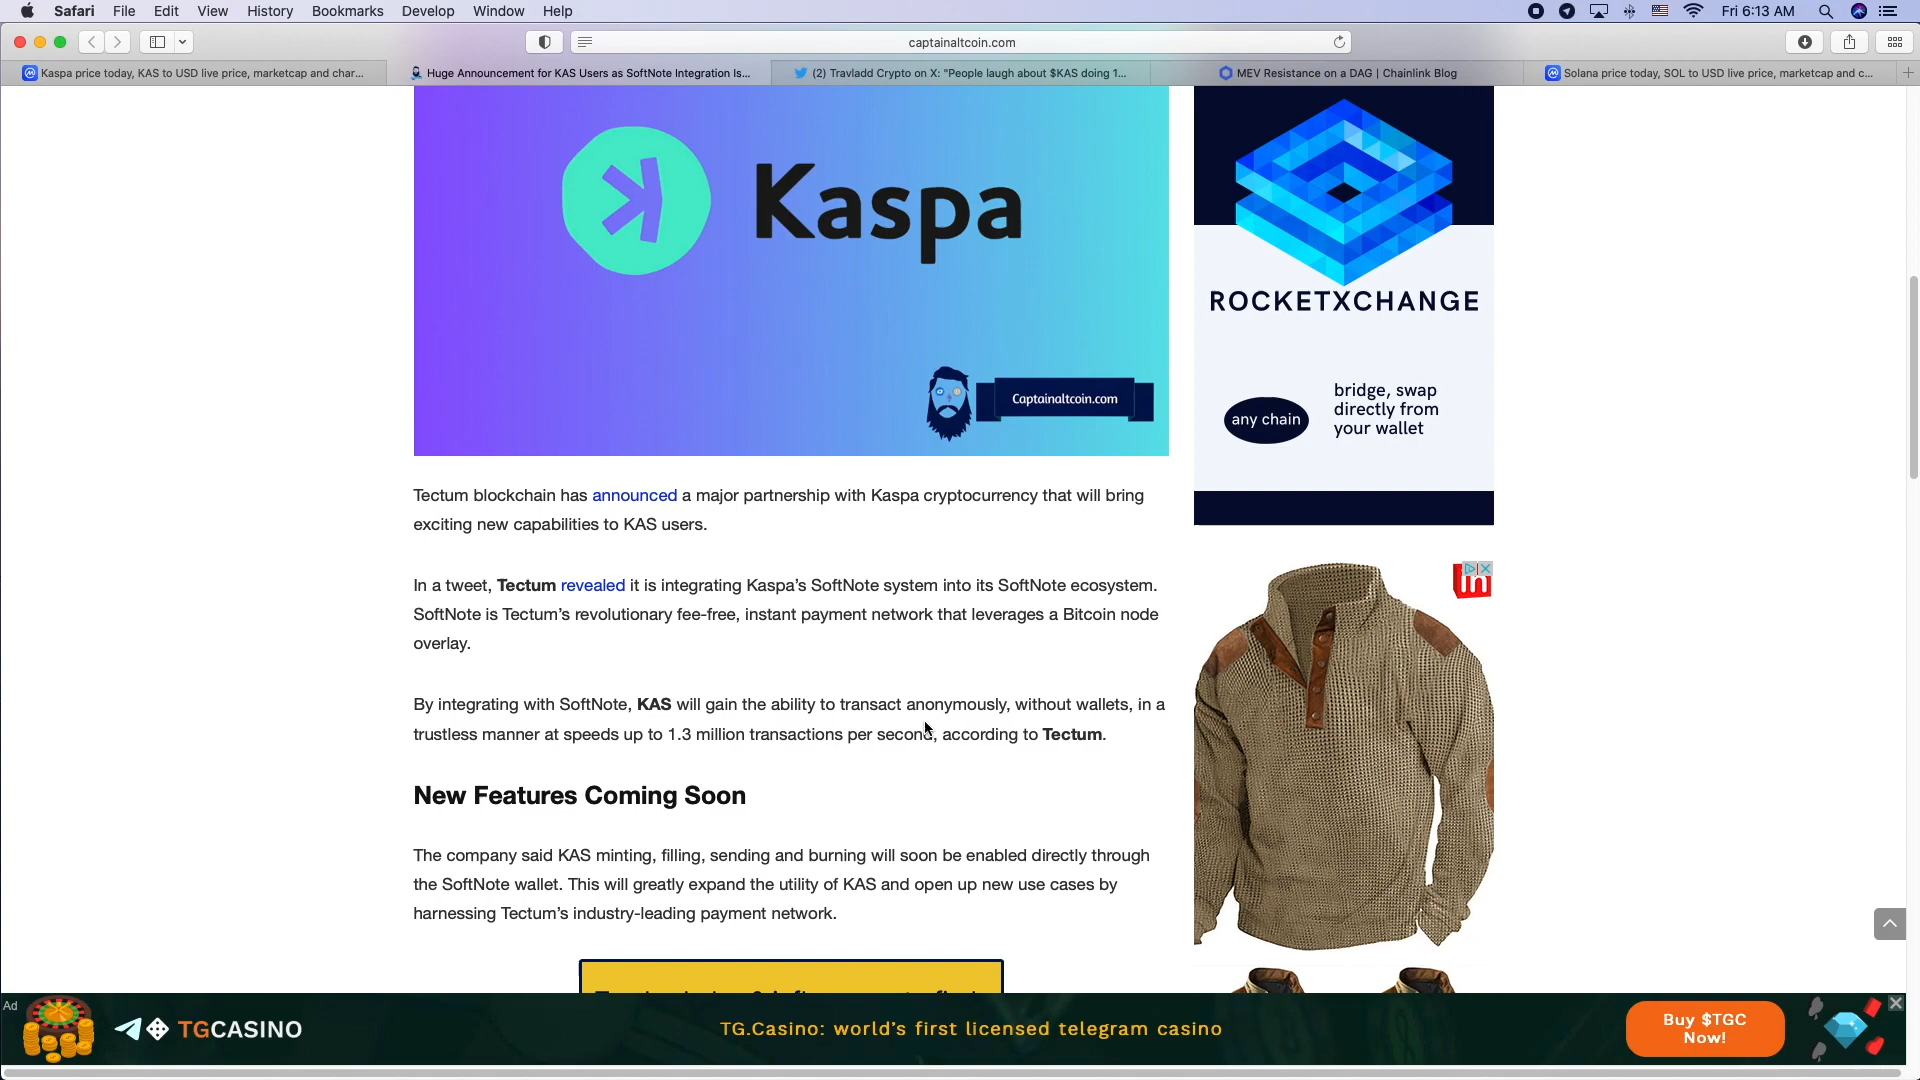 Safari File Edit View History Bookmarks Develop Window Help Fri 6:13 AM
captainaltcoin.com
Kaspa price today, KAS to USD live price, marketcap and char...
Huge Announcement for KAS Users as SoftNote Integration Is...
(2) Travladd Crypto on X: "People laugh about $KAS doing 1...
MEV Resistance on a DAG | Chainlink Blog
Solana price today, SOL to USD live price, marketcap and c...
Kaspa
Captainaltcoin.com
ROCKETXCHANGE
any chain
bridge, swap
directly from
your wallet
Tectum blockchain has announced a major partnership with Kaspa cryptocurrency that will bring
exciting new capabilities to KAS users.
In a tweet, Tectum revealed it is integrating Kaspa’s SoftNote system into its SoftNote ecosystem.
SoftNote is Tectum’s revolutionary fee-free, instant payment network that leverages a Bitcoin node
overlay.
By integrating with SoftNote, KAS will gain the ability to transact anonymously, without wallets, in a
trustless manner at speeds up to 1.3 million transactions per second, according to Tectum.
New Features Coming Soon
The company said KAS minting, filling, sending and burning will soon be enabled directly through
the SoftNote wallet. This will greatly expand the utility of KAS and open up new use cases by
harnessing Tectum’s industry-leading payment network.
in
Ad
TGCASINO
TG.Casino: world’s first licensed telegram casino
Buy $TGC
Now!